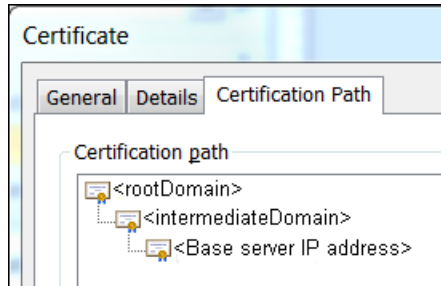 Certificate
General Details Certification Path
Certification path
<rootDomain>
<intermediateDomain>
<Base server IP address>